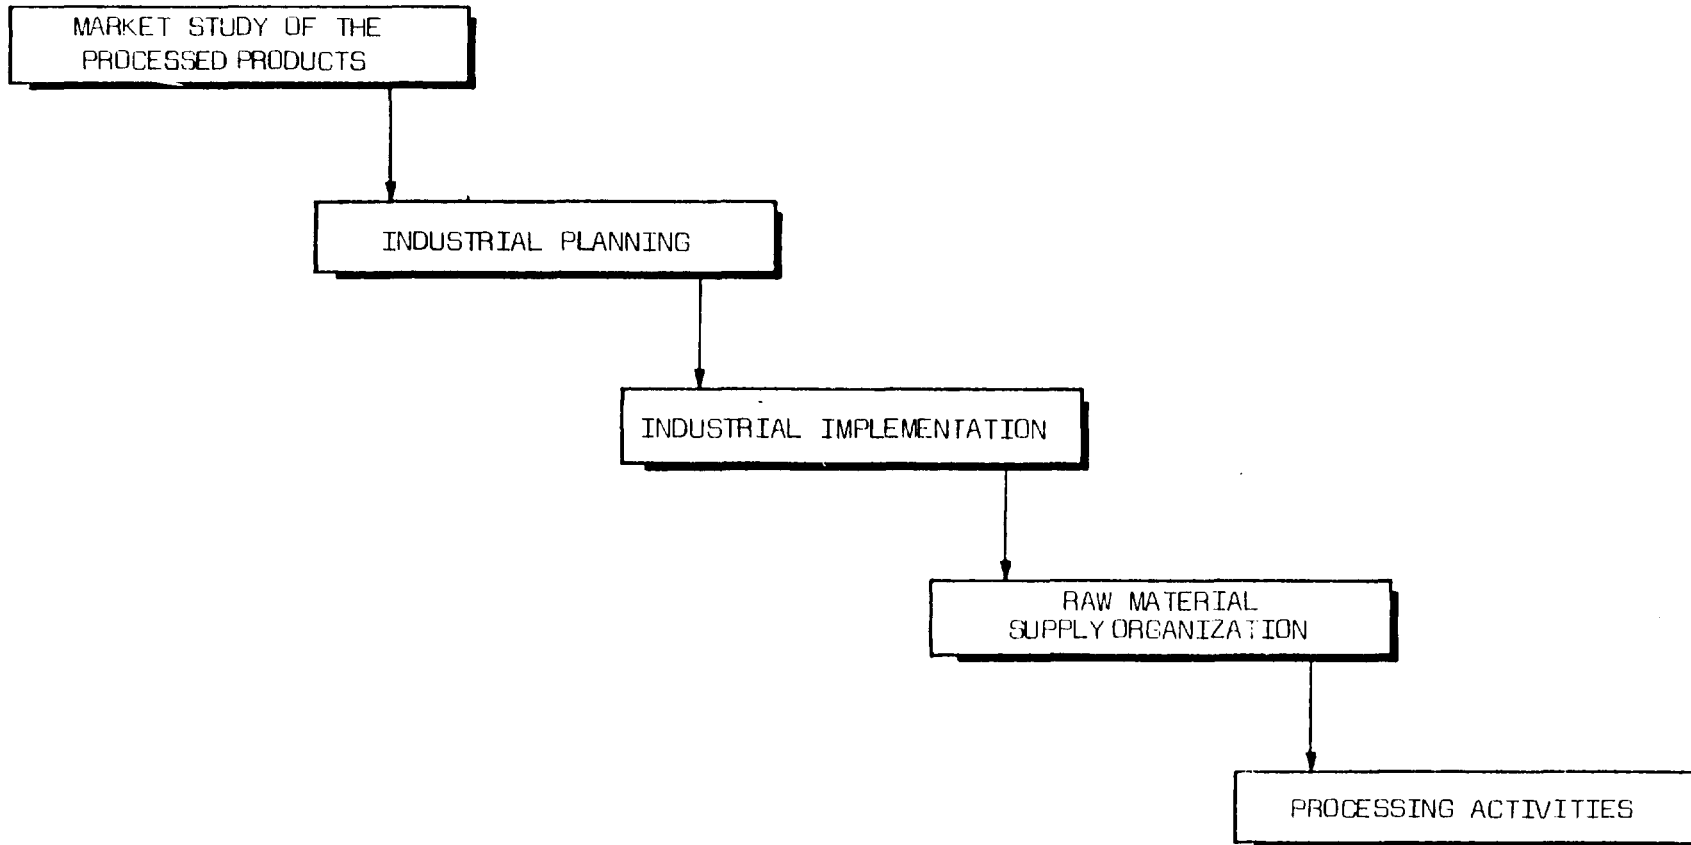 MARKET STUDY OF THE
PROCESSED PRODUCTS
INDUSTRIAL PLANNING
INDUSTRIAL IMPLEMENTATION
RAW MATERIAL
SUPPLY ORGANIZATION
PROCESSING ACTIVITIES